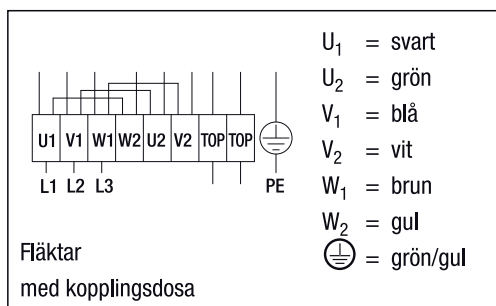 U1 V1 W1 W2 U2 V2 TOP TOP
L1 L2 L3 PE
Fläktar
med kopplingsdosa
U₁ = svart
U₂ = grön
V₁ = blå
V₂ = vit
W₁ = brun
W₂ = gul
= grön/gul